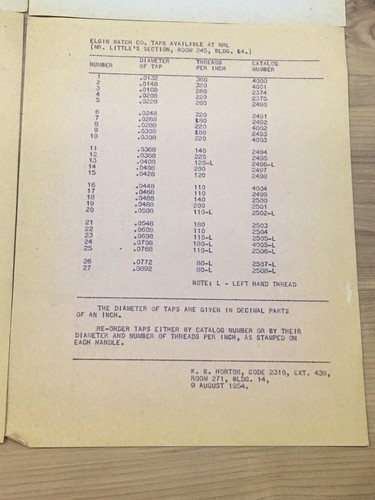 ELGIN WATCH CO. TAPS AVAILABLE AT NRL
(MR. LITTLE'S SECTION, ROOM 245, BLDG. 14.)
NUMBER DIAMETER OF TAP THREADS PER INCH CATALOG NUMBER
1 .0132 360 4000
2 .0148 320 4001
3 .0168 260 2374
4 .0208 220 2375
5 .0228 260 2490
6 .0248 220 2491
7 .0268 180 2492
8 .0288 220 4002
9 .0308 180 2493
10 .0308 220 4003
11 .0368 140 2494
12 .0368 220 2495
13 .0408 120-L 2496-L
14 .0408 200 2497
15 .0428 120 2498
16 .0448 110 4004
17 .0468 110 2499
18 .0488 140 2500
19 .0488 200 2501
20 .0508 110-L 2502-L
21 .0548 180 2503
22 .0608 110 2504
23 .0608 110-L 2505-L
24 .0708 180-L 4005-L
25 .0768 110-L 2506-L
26 .0772 80-L 2507-L
27 .0892 80-L 2508-L
NOTE: L - LEFT HAND THREAD
THE DIAMETER OF TAPS ARE GIVEN IN DECIMAL PARTS
OF AN INCH.
RE-ORDER TAPS EITHER BY CATALOG NUMBER OR BY THEIR
DIAMETER AND NUMBER OF THREADS PER INCH, AS STAMPED ON
EACH HANDLE.
K. G. HORTON, CODE 2310, EXT. 439,
ROOM 271, BLDG. 14,
9 AUGUST 1954.